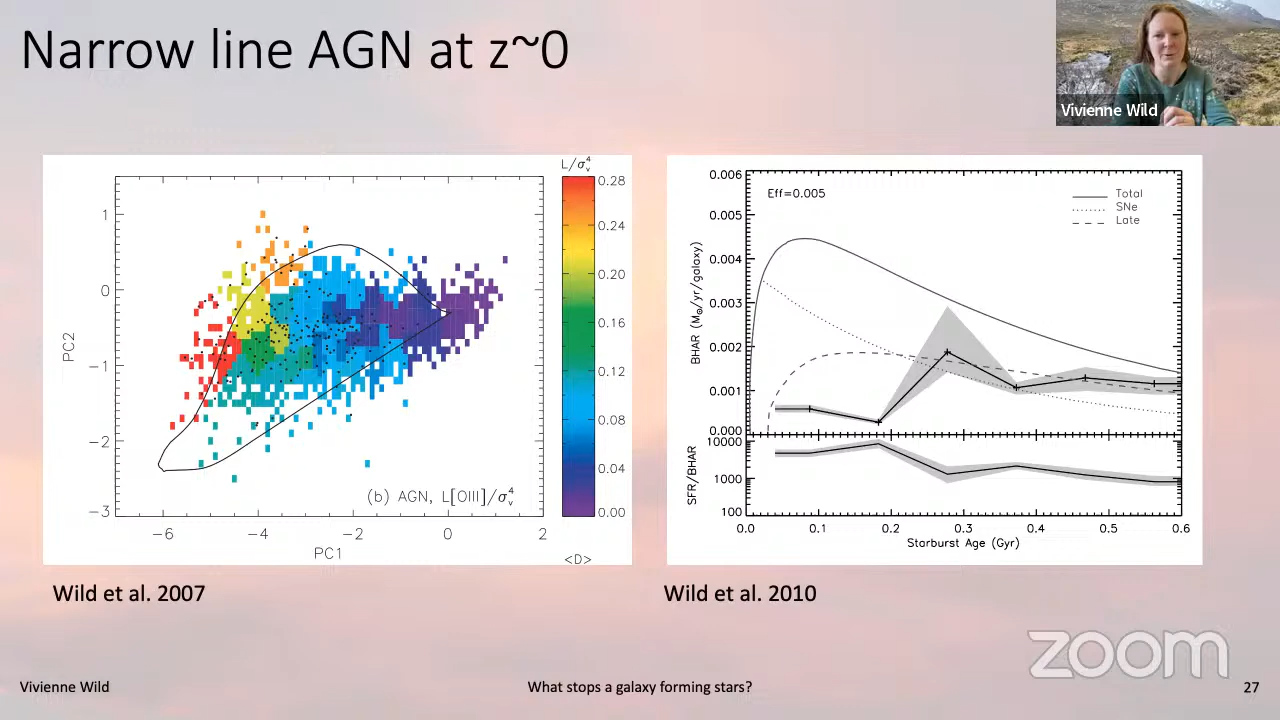 Narrow line AGN at z~0
Vivienne Wild
L/σᵥ⁴
0.28
0.24
0.20
0.16
0.12
0.08
0.04
0.00
<D>
1
0
−1
−2
−3
PC2
−6
−4
−2
0
2
PC1
(b) AGN, L[OIII]/σᵥ⁴
Eff=0.005
Total
SNe
Late
0.006
0.005
0.004
0.003
0.002
0.001
0.000
BHAR (M⊙/yr/galaxy)
10000
1000
100
SFR/BHAR
0.0
0.1
0.2
0.3
0.4
0.5
0.6
Starburst Age (Gyr)
Wild et al. 2007
Wild et al. 2010
zoom
Vivienne Wild
What stops a galaxy forming stars?
27